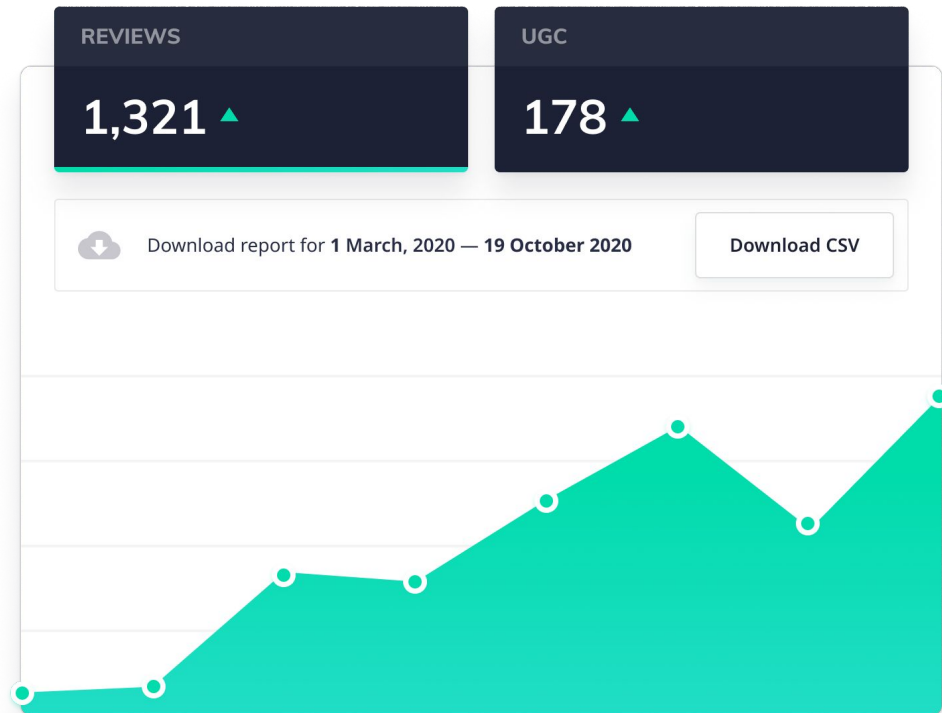 REVIEWS
1,321
UGC
178
Download report for 1 March, 2020 — 19 October 2020
Download CSV